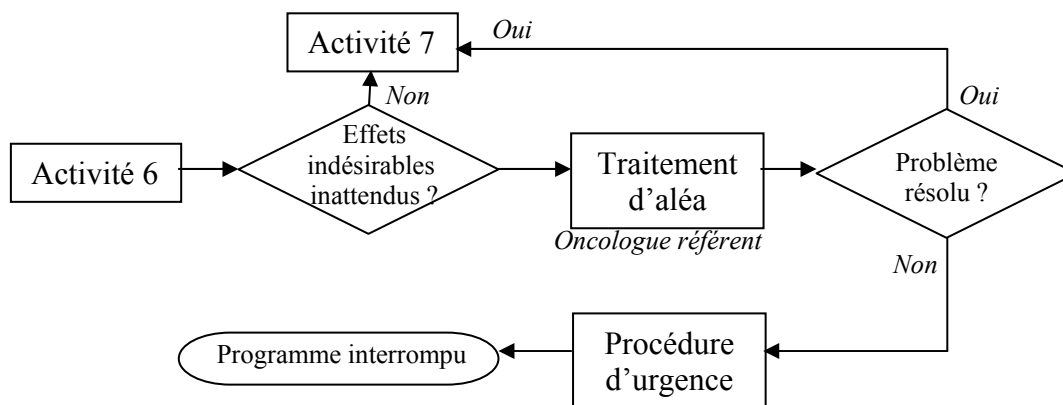 Activité 7
Oui
Non
Oui
Effets
indésirables
inattendus ?
Activité 6
Traitement
d’aléa
Problème
résolu ?
Oncologue référent
Non
Programme interrompu
Procédure
d’urgence